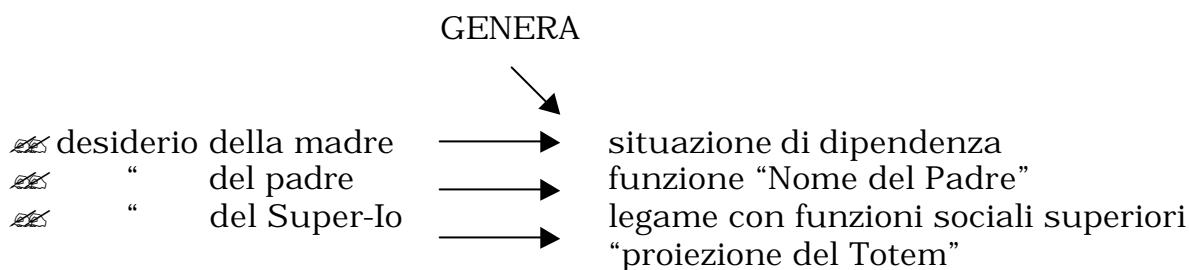 GENERA
desiderio della madre situazione di dipendenza
“ del padre funzione “Nome del Padre”
“ del Super-Io legame con funzioni sociali superiori
“proiezione del Totem”